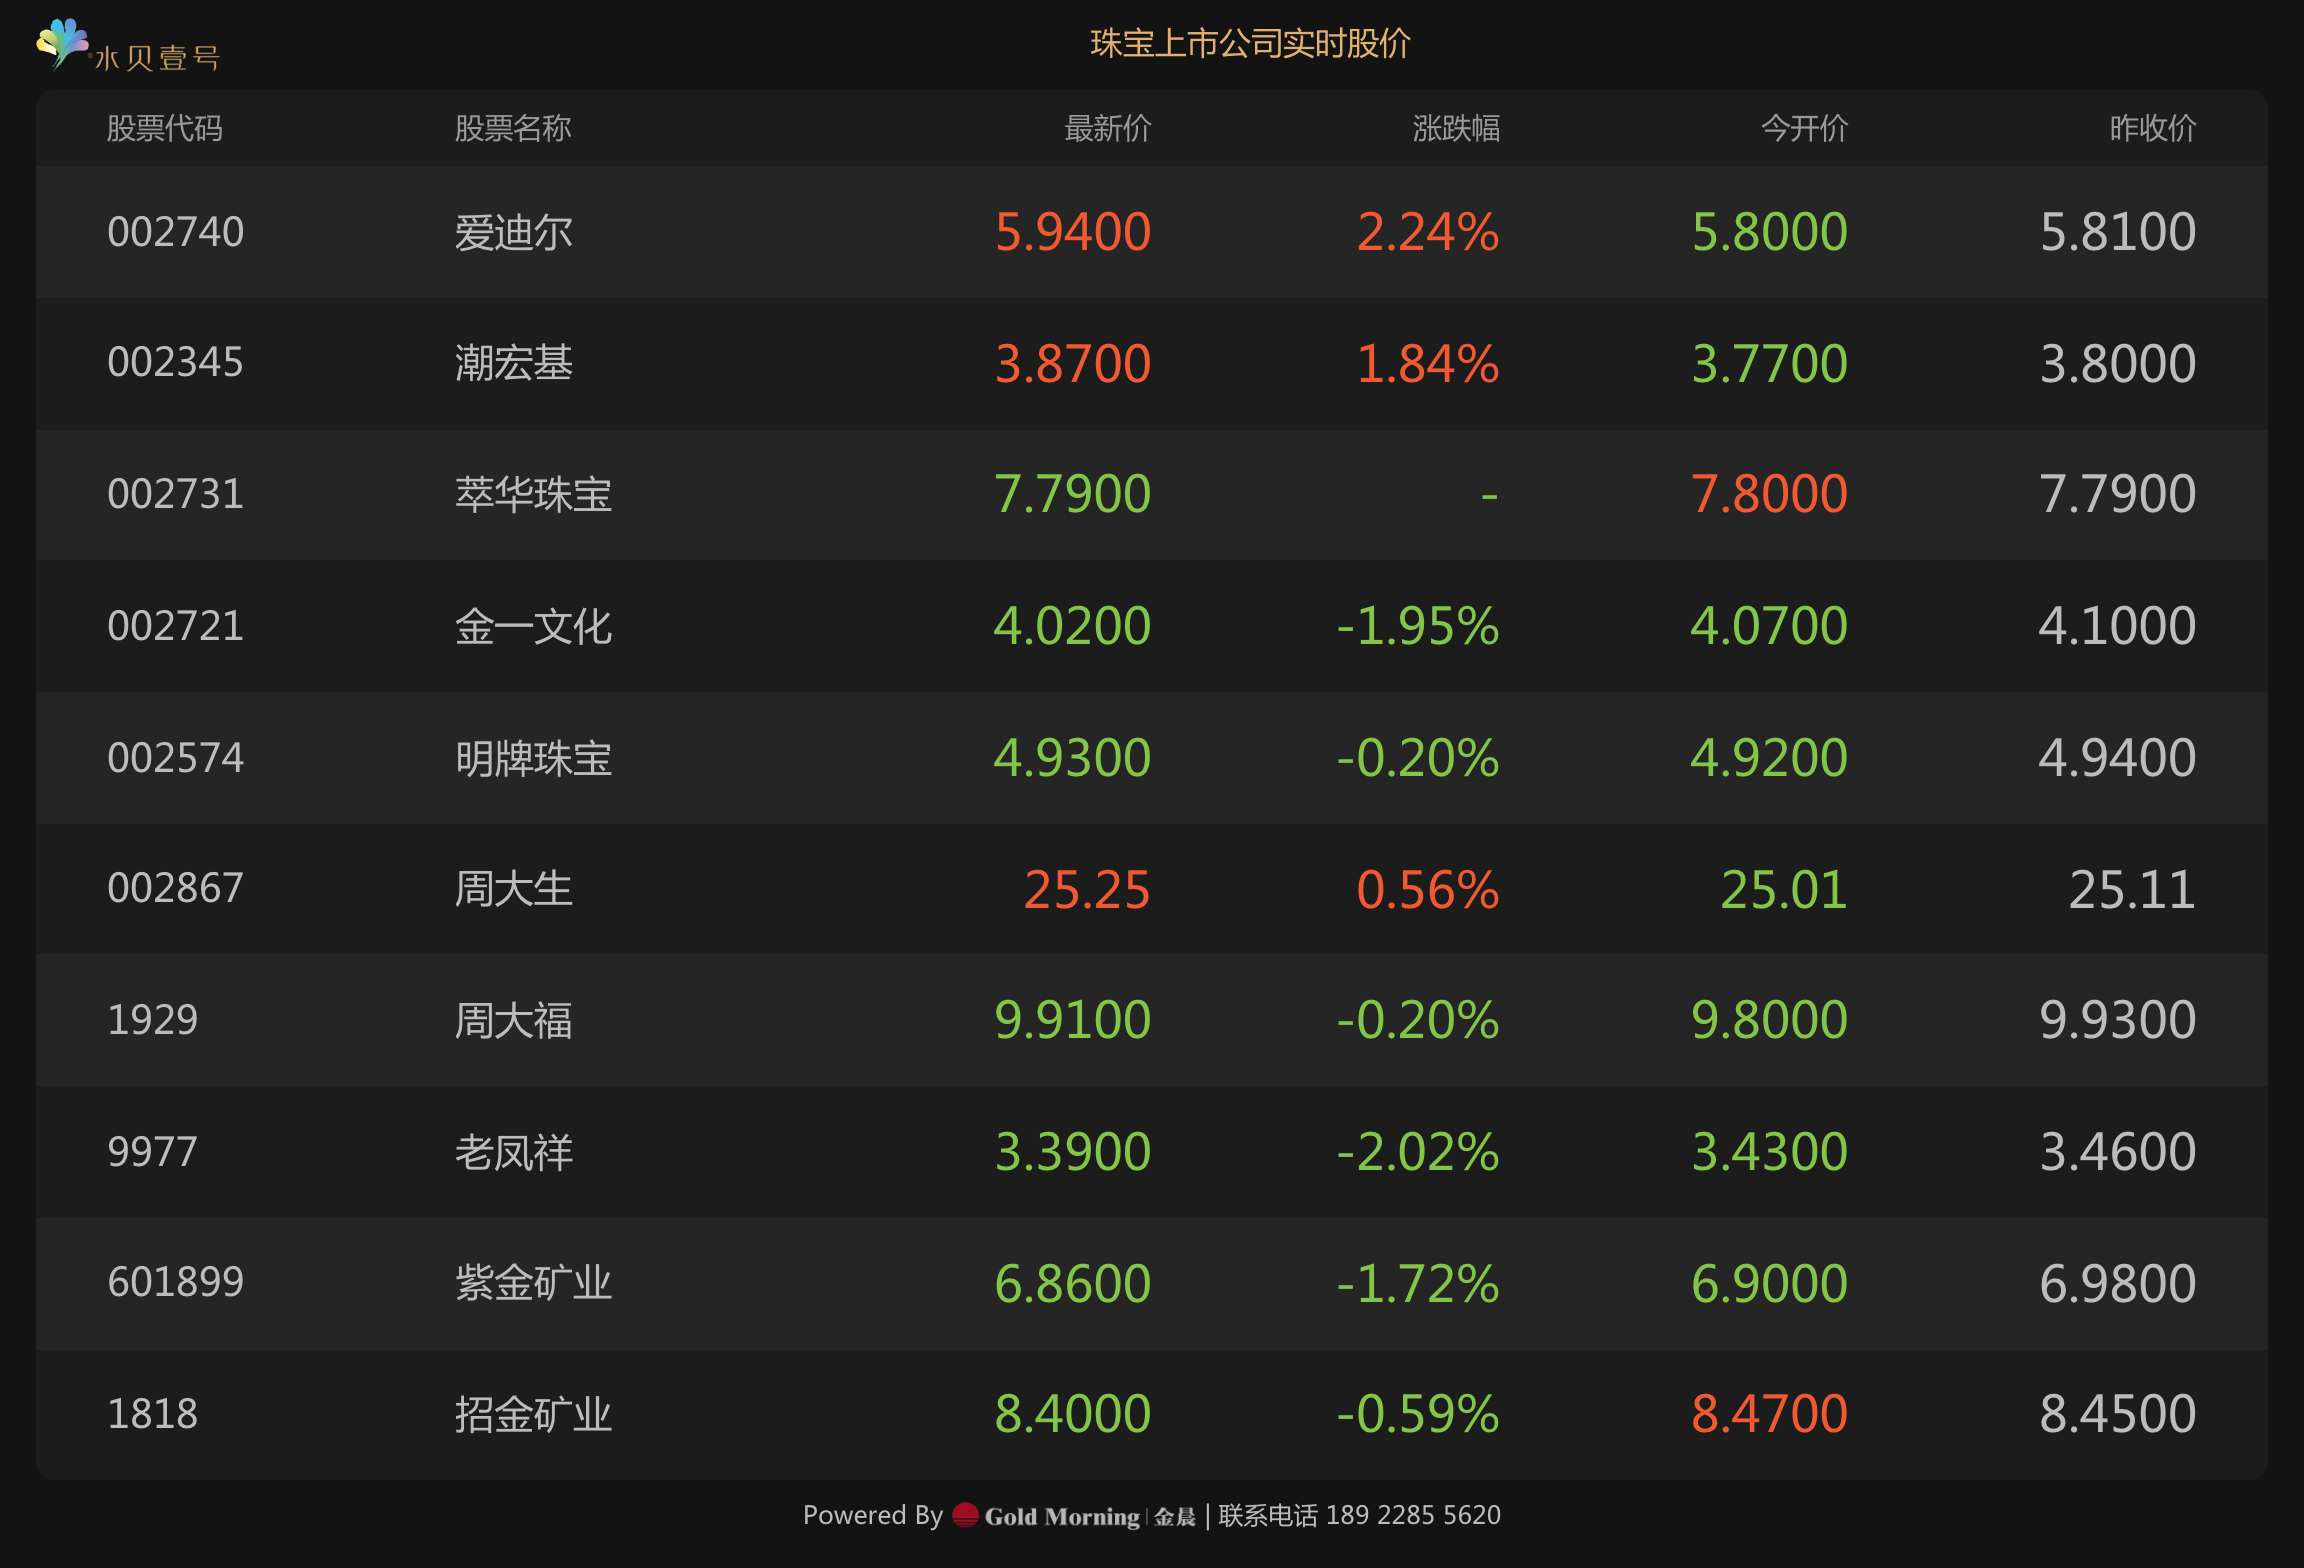 水贝壹号
珠宝上市公司实时股价
股票代码 股票名称 最新价 涨跌幅 今开价 昨收价
002740 爱迪尔 5.9400 2.24% 5.8000 5.8100
002345 潮宏基 3.8700 1.84% 3.7700 3.8000
002731 萃华珠宝 7.7900 - 7.8000 7.7900
002721 金一文化 4.0200 -1.95% 4.0700 4.1000
002574 明牌珠宝 4.9300 -0.20% 4.9200 4.9400
002867 周大生 25.25 0.56% 25.01 25.11
1929 周大福 9.9100 -0.20% 9.8000 9.9300
9977 老凤祥 3.3900 -2.02% 3.4300 3.4600
601899 紫金矿业 6.8600 -1.72% 6.9000 6.9800
1818 招金矿业 8.4000 -0.59% 8.4700 8.4500
Powered By Gold Morning | 金晨 | 联系电话 189 2285 5620